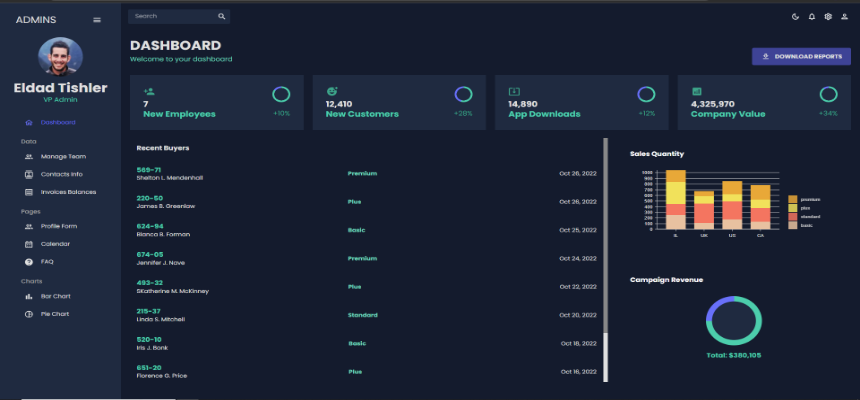 ADMINS
Search
Eldad Tishler
VP Admin
Dashboard
Data
Manage Team
Contacts Info
Invoices Balances
Pages
Profile Form
Calendar
FAQ
Charts
Bar Chart
Pie Chart
DASHBOARD
Welcome to your dashboard
DOWNLOAD REPORTS
7
New Employees
+10%
12,410
New Customers
+28%
14,890
App Downloads
+12%
4,325,970
Company Value
+34%
Recent Buyers
569-71
Shelton L. Mendenhall
Premium
Oct 26, 2022
220-50
James B. Greenlaw
Plus
Oct 26, 2022
624-94
Blanca B. Forman
Basic
Oct 25, 2022
674-05
Jennifer J. Nave
Premium
Oct 24, 2022
493-32
SKatherine M. McKinney
Plus
Oct 22, 2022
215-37
Linda S. Mitchell
Standard
Oct 20, 2022
520-10
Iris J. Bonk
Basic
Oct 18, 2022
651-20
Florence G. Price
Plus
Oct 16, 2022
Sales Quantity
1000
900
800
700
600
500
400
300
200
100
0
IL
UK
US
CA
premium
plus
standard
basic
Campaign Revenue
Total: $380,105